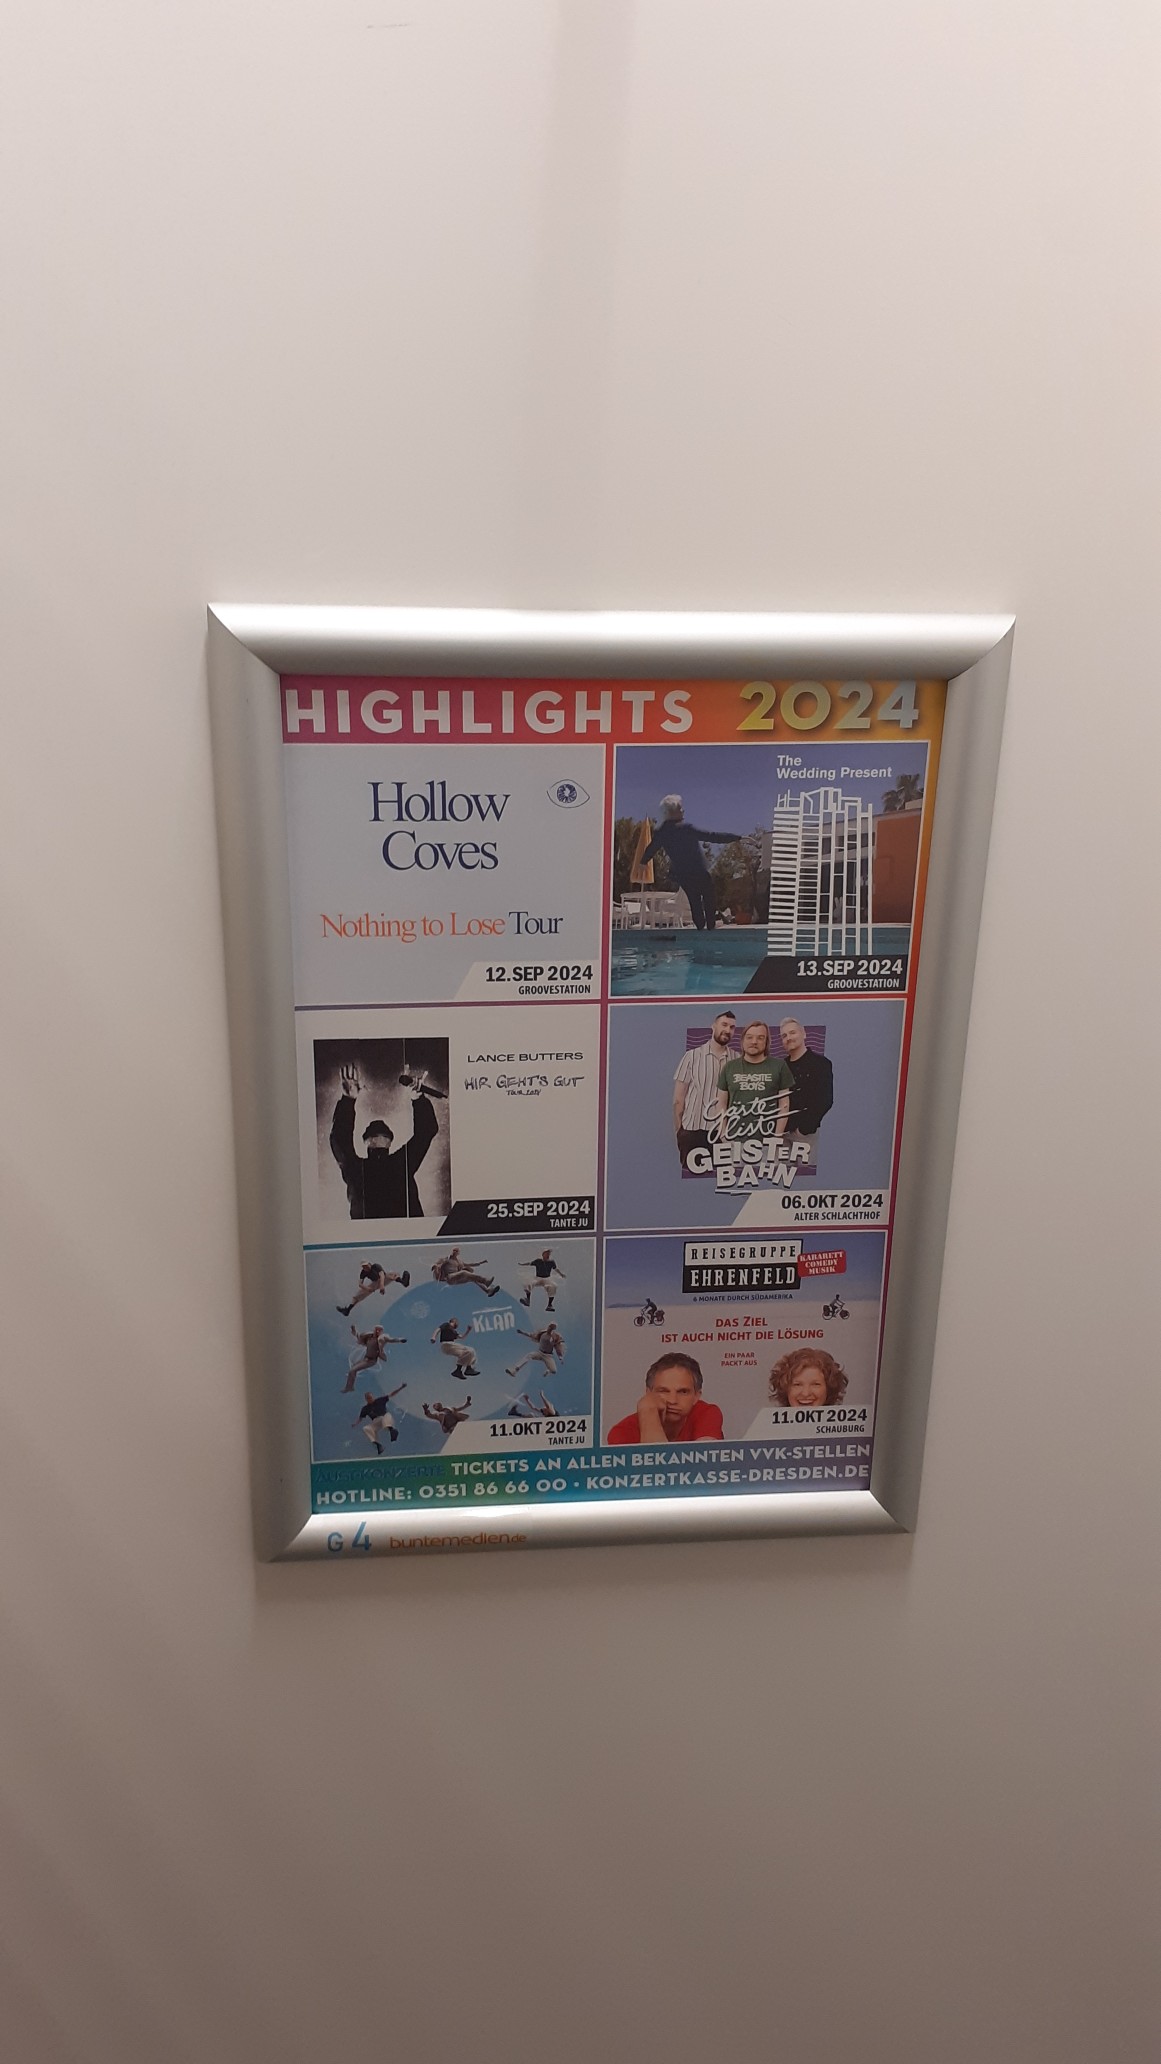 HIGHLIGHTS 2024
Hollow
Coves
Nothing to Lose Tour
12.SEP 2024
GROOVESTATION
The
Wedding Present
13.SEP 2024
GROOVESTATION
LANCE BUTTERS
MIR GEHT'S GUT
25.SEP 2024
TANTE JU
BEASTIE
BOYS
Gäste
liste
GEISTER
BAHN
06.OKT 2024
ALTER SCHLACHTHOF
KLAN
11.OKT 2024
TANTE JU
REISEGRUPPE
EHRENFELD
KABARETT
COMEDY
MUSIK
6 MONATE DURCH SÜDAMERIKA
DAS ZIEL
IST AUCH NICHT DIE LÖSUNG
EIN PAAR
PACKT AUS
11.OKT 2024
SCHAUBURG
TICKETS AN ALLEN BEKANNTEN VVK-STELLEN
HOTLINE: 0351 86 66 00 • KONZERTKASSE-DRESDEN.DE
G 4 buntemedien.de